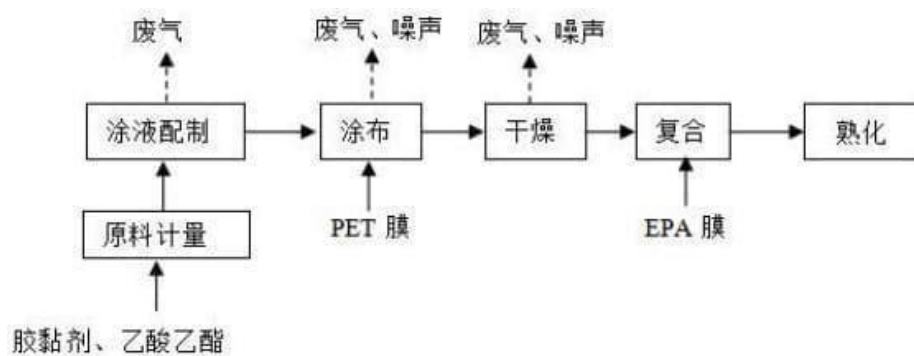 废气
废气、噪声
废气、噪声
涂液配制
涂布
干燥
复合
熟化
原料计量
PET 膜
EPA 膜
胶黏剂、乙酸乙酯